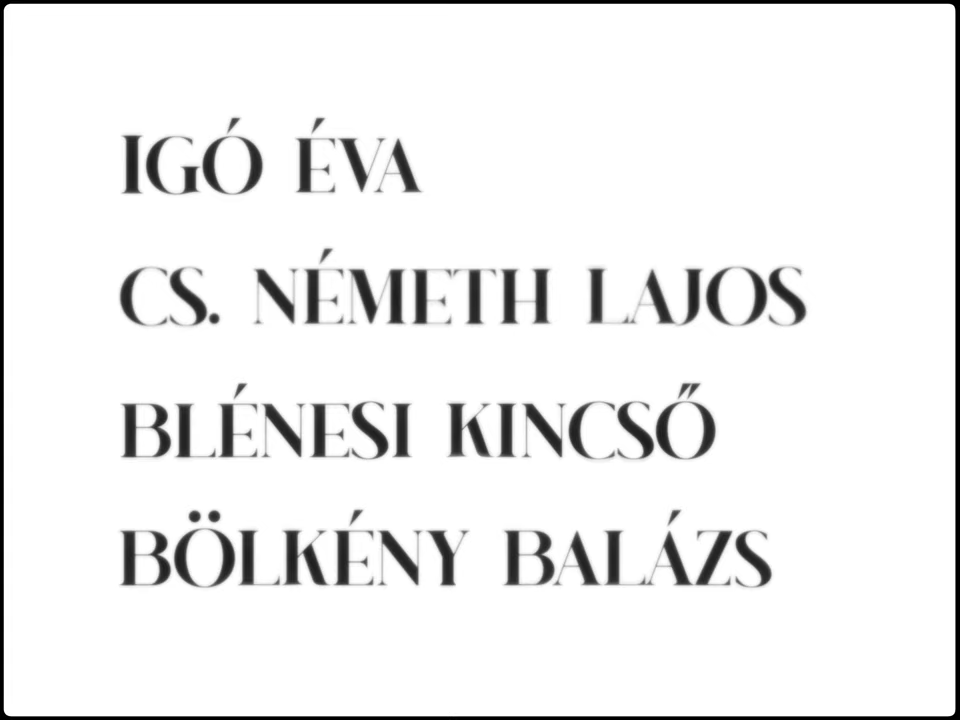 IGÓ ÉVA
CS. NÉMETH LAJOS
BLÉNESI KINCSŐ
BÖLKÉNY BALÁZS